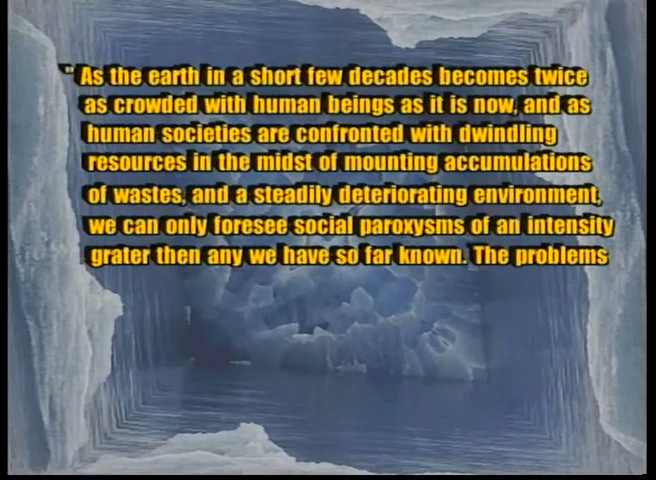 " As the earth in a short few decades becomes twice
as crowded with human beings as it is now, and as
human societies are confronted with dwindling
resources in the midst of mounting accumulations
of wastes, and a steadily deteriorating environment,
we can only foresee social paroxysms of an intensity
grater then any we have so far known. The problems